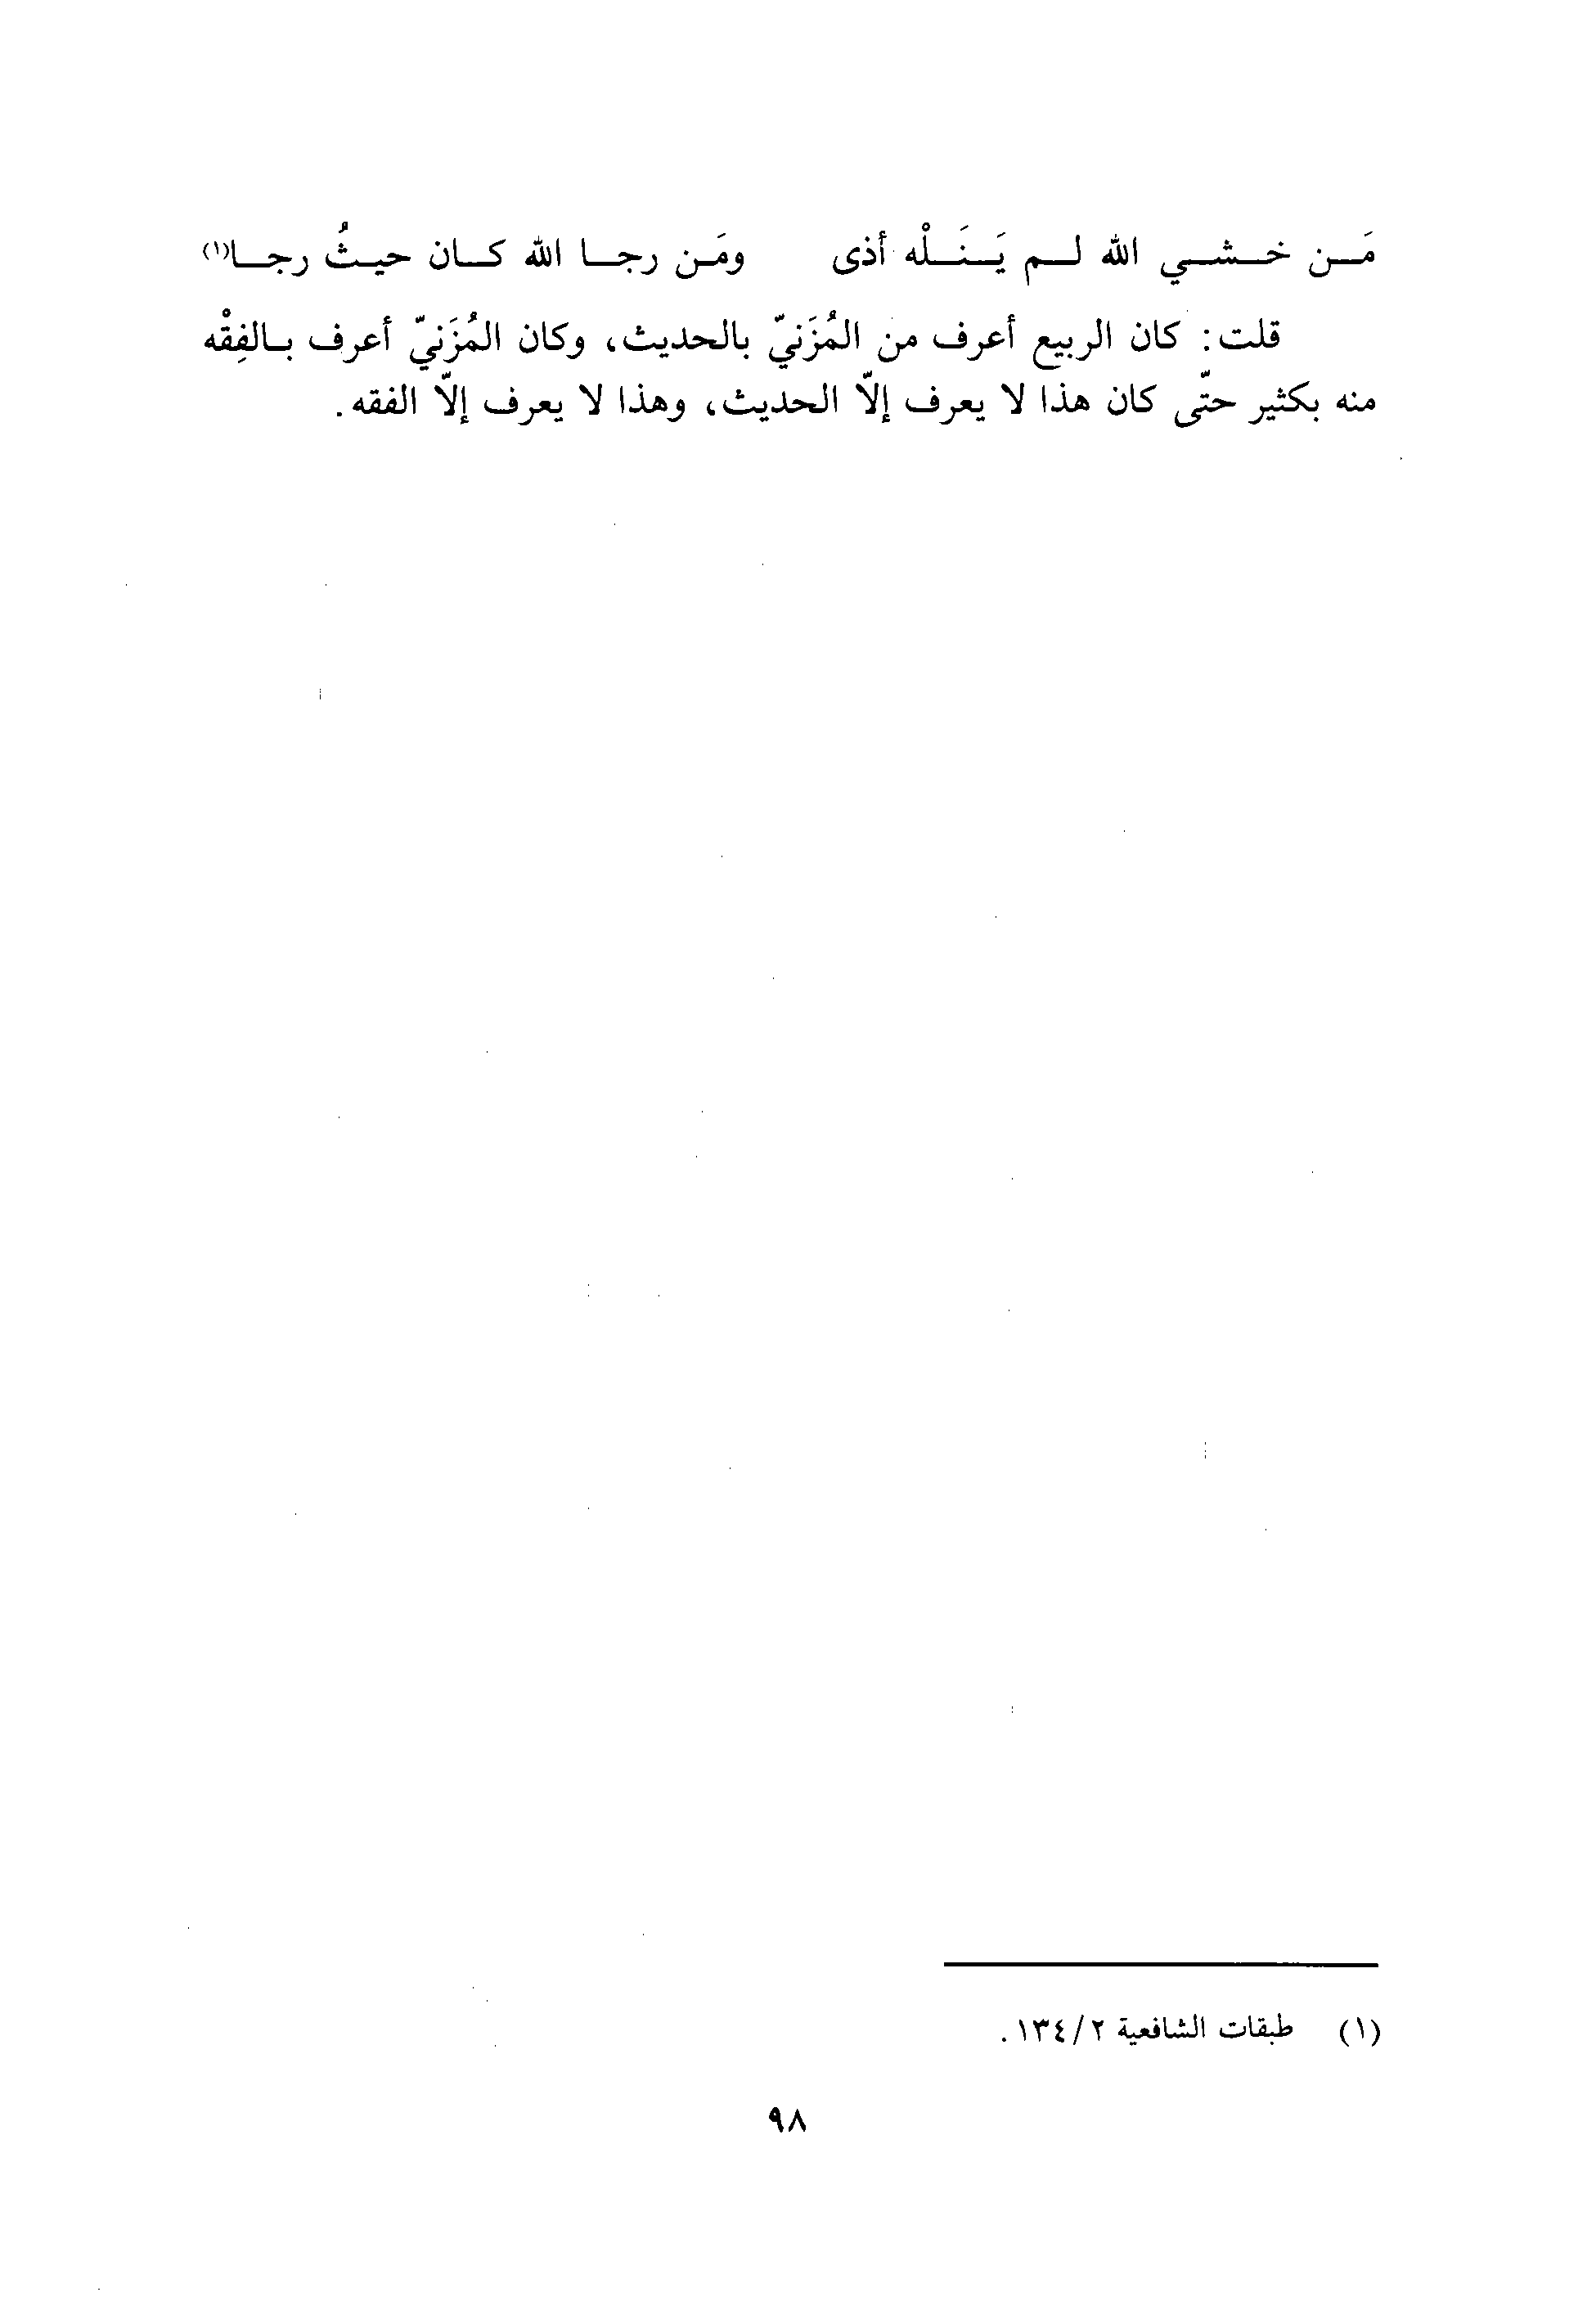 مَن خشي الله لم يَنَلْه أذى ومَن رجا الله كان حيثُ رجا(١)
قلت: كان الربيع أعرف من المُزَنيّ بالحديث، وكان المُزَنيّ أعرف بالفِقْه
منه بكثير حتّى كان هذا لا يعرف إلاّ الحديث، وهذا لا يعرف إلاّ الفقه.
(١) طبقات الشافعية ٢/١٣٤.
٩٨